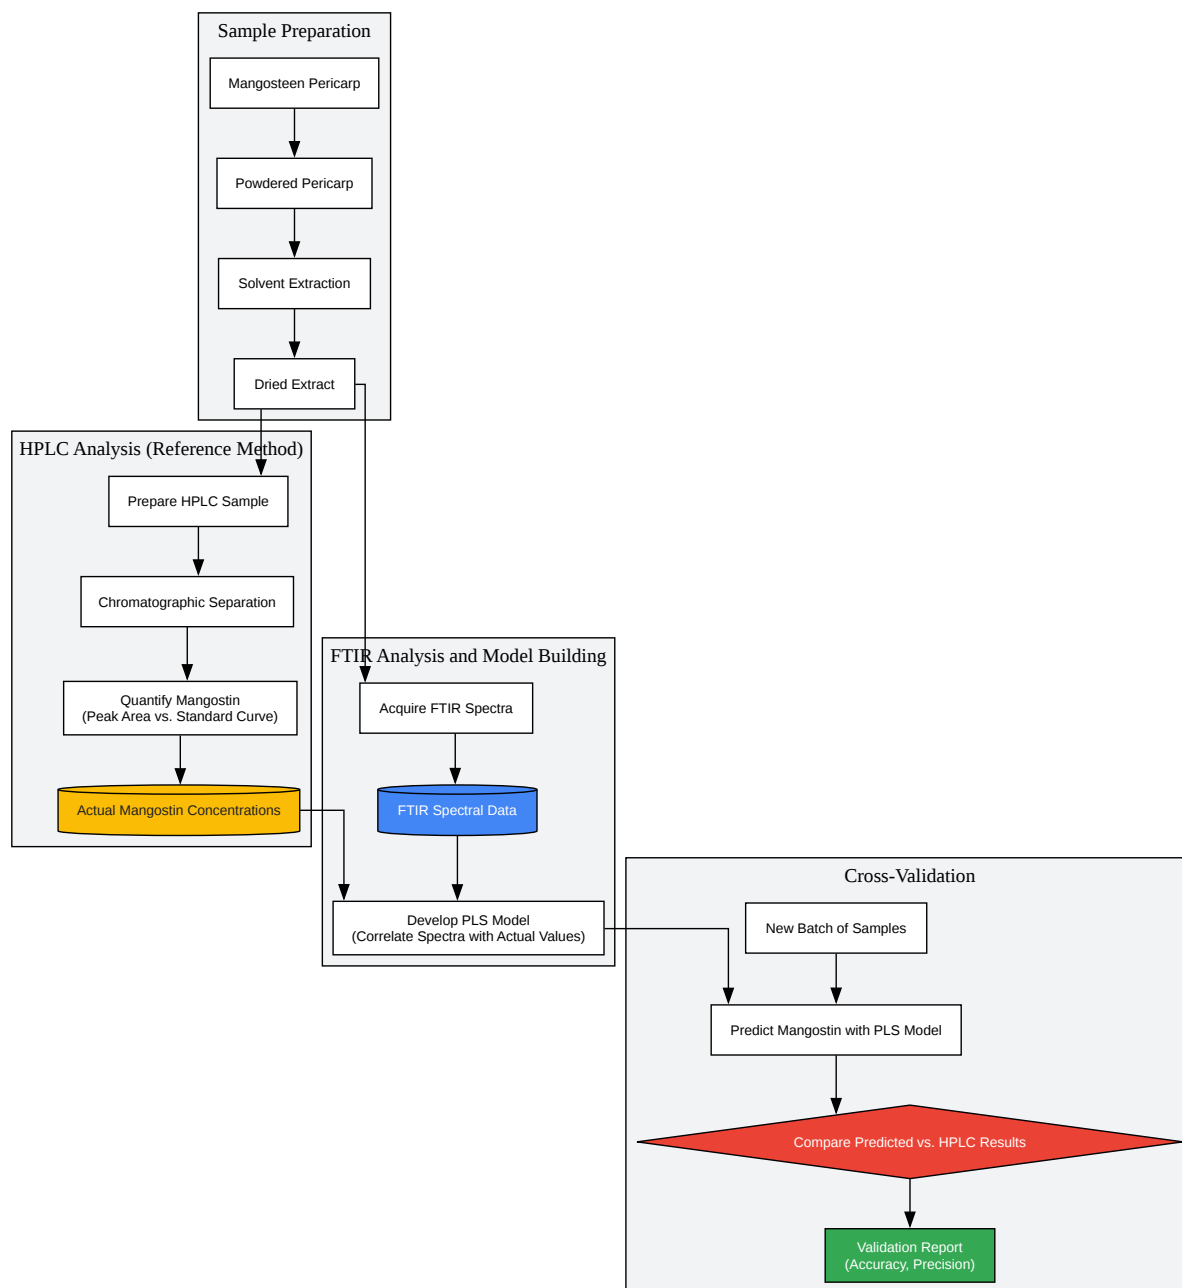 Sample Preparation
Mangosteen Pericarp
Powdered Pericarp
Solvent Extraction
Dried Extract
HPLC Analysis (Reference Method)
Prepare HPLC Sample
Chromatographic Separation
Quantify Mangostin
(Peak Area vs. Standard Curve)
Actual Mangostin Concentrations
FTIR Analysis and Model Building
Acquire FTIR Spectra
FTIR Spectral Data
Develop PLS Model
(Correlate Spectra with Actual Values)
Cross-Validation
New Batch of Samples
Predict Mangostin with PLS Model
Compare Predicted vs. HPLC Results
Validation Report
(Accuracy, Precision)